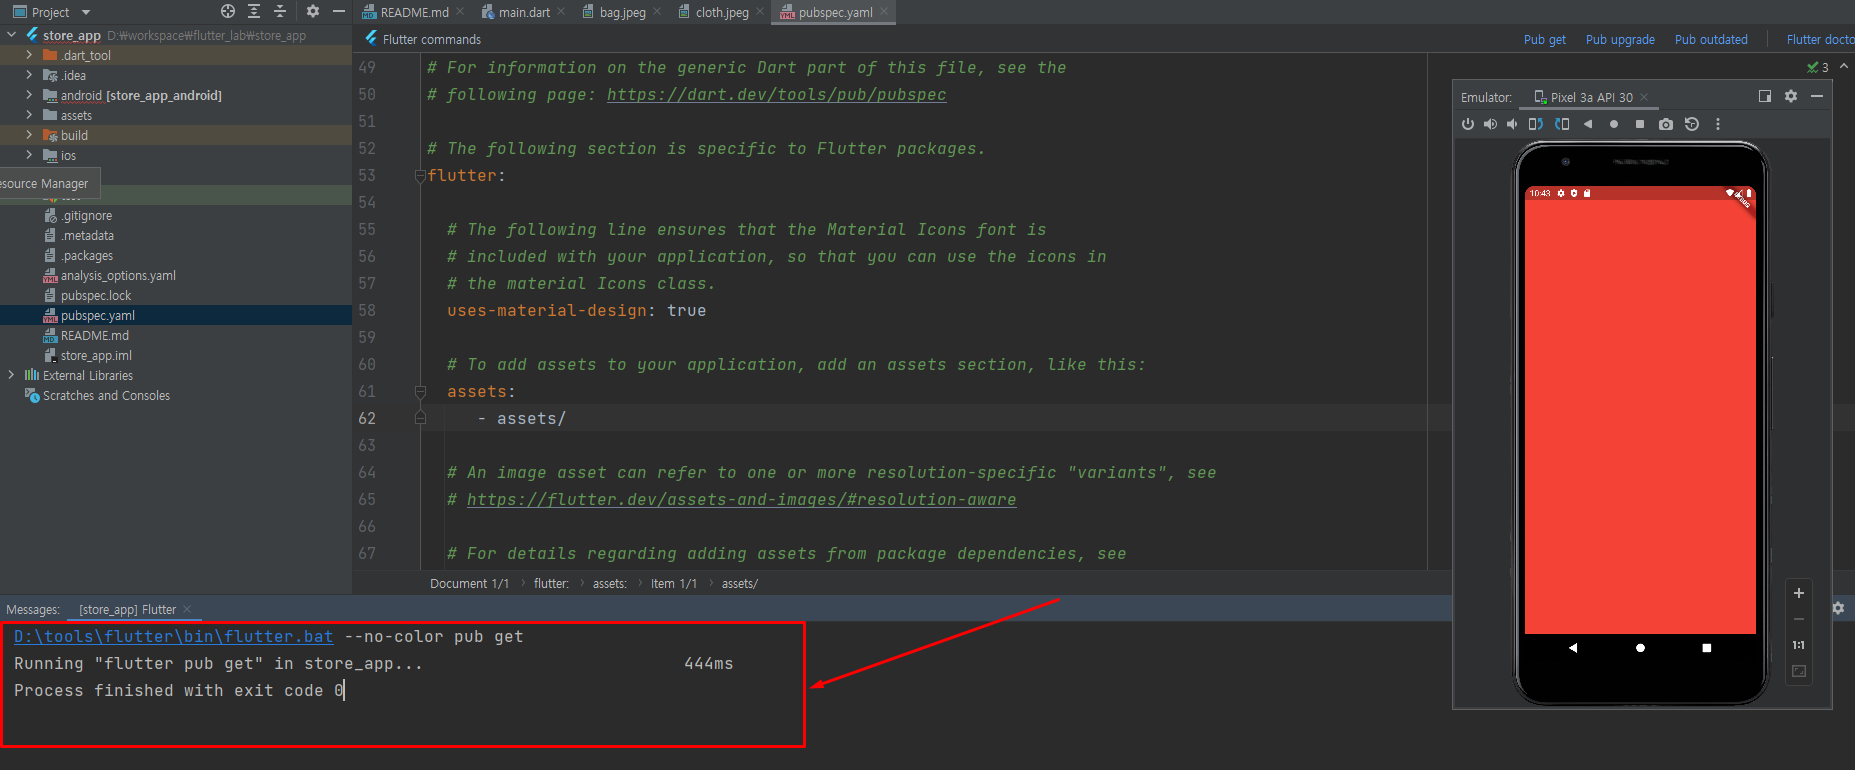 Project
README.md
main.dart
bag.jpeg
cloth.jpeg
pubspec.yaml
store_app D:₩workspace₩flutter_lab₩store_app
.dart_tool
.idea
android [store_app_android]
assets
build
ios
esource Manager
.gitignore
.metadata
.packages
analysis_options.yaml
pubspec.lock
pubspec.yaml
README.md
store_app.iml
External Libraries
Scratches and Consoles
Flutter commands
Pub get
Pub upgrade
Pub outdated
Flutter docto
3
49 # For information on the generic Dart part of this file, see the
50 # following page: https://dart.dev/tools/pub/pubspec
51
52 # The following section is specific to Flutter packages.
53 flutter:
54
55 # The following line ensures that the Material Icons font is
56 # included with your application, so that you can use the icons in
57 # the material Icons class.
58 uses-material-design: true
59
60 # To add assets to your application, add an assets section, like this:
61 assets:
62 - assets/
63
64 # An image asset can refer to one or more resolution-specific "variants", see
65 # https://flutter.dev/assets-and-images/#resolution-aware
66
67 # For details regarding adding assets from package dependencies, see
Document 1/1 › flutter: › assets: › Item 1/1 › assets/
Emulator: Pixel 3a API 30
10:43
DEBUG
1:1
Messages: [store_app] Flutter
D:\tools\flutter\bin\flutter.bat --no-color pub get
Running "flutter pub get" in store_app... 444ms
Process finished with exit code 0